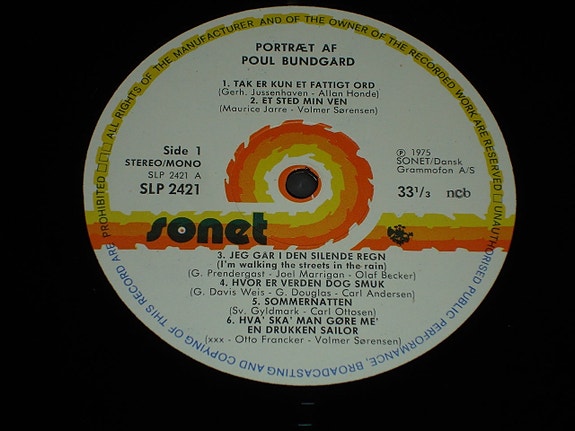 ALL RIGHTS OF THE MANUFACTURER AND OF THE OWNER OF THE RECORDED WORK RESERVED
UNAUTHORISED PUBLIC PERFORMANCE, BROADCASTING AND COPYING OF THIS RECORD ARE PROHIBITED
PORTRÆT AF
POUL BUNDGÅRD
1. TAK ER KUN ET FATTIGT ORD
(Gerh. Jussenhaven - Allan Honde)
2. ET STED MIN VEN
(Maurice Jarre - Volmer Sørensen)
Side 1
STEREO/MONO
SLP 2421 A
SLP 2421
Ⓟ 1975
SONET/Dansk
Grammofon A/S
33 1/3 ncb
sonet
3. JEG GÅR I DEN SILENDE REGN
(I'm walking the streets in the rain)
(G. Prendergast - Joel Marrigan - Olaf Becker)
4. HVOR ER VERDEN DOG SMUK
(G. Davis Weis - G. Douglas - Carl Andersen)
5. SOMMERNATTEN
(Sv. Gyldmark - Carl Ottosen)
6. HVA' SKA' MAN GØRE ME'
EN DRUKKEN SAILOR
(xxx - Otto Francker - Volmer Sørensen)